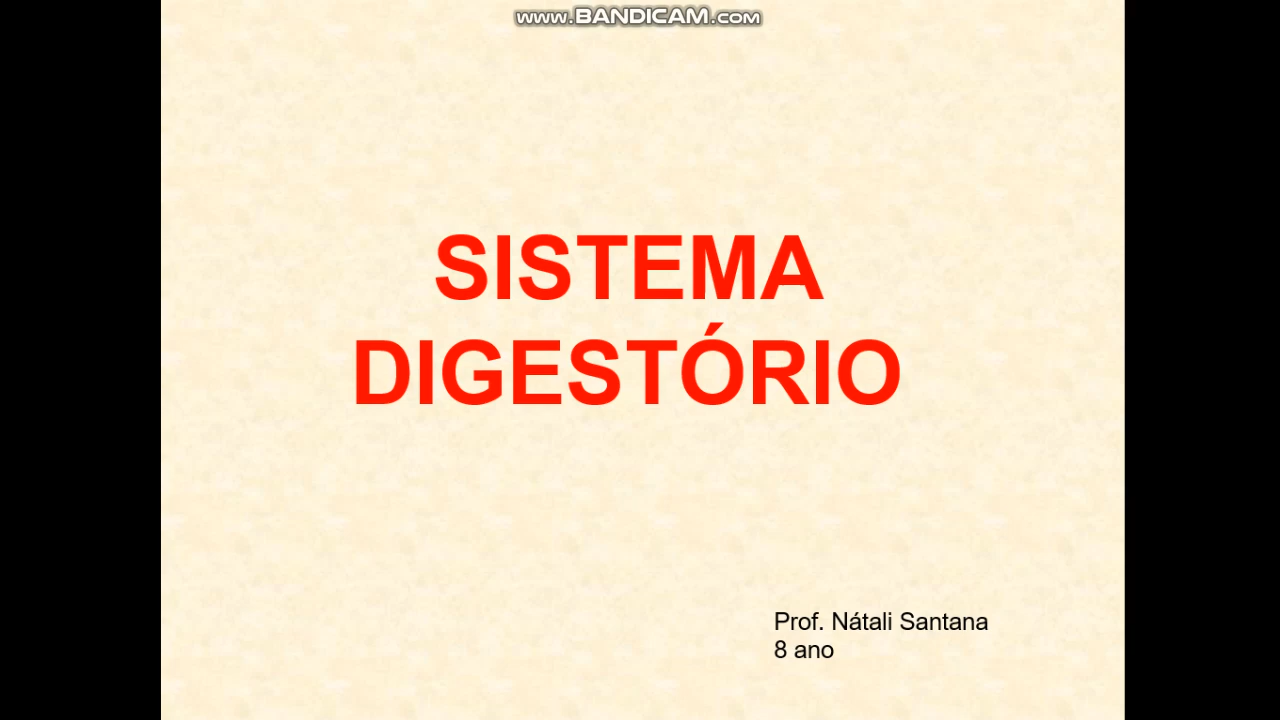 www.BANDICAM.com
SISTEMA
DIGESTÓRIO
Prof. Nátali Santana
8 ano